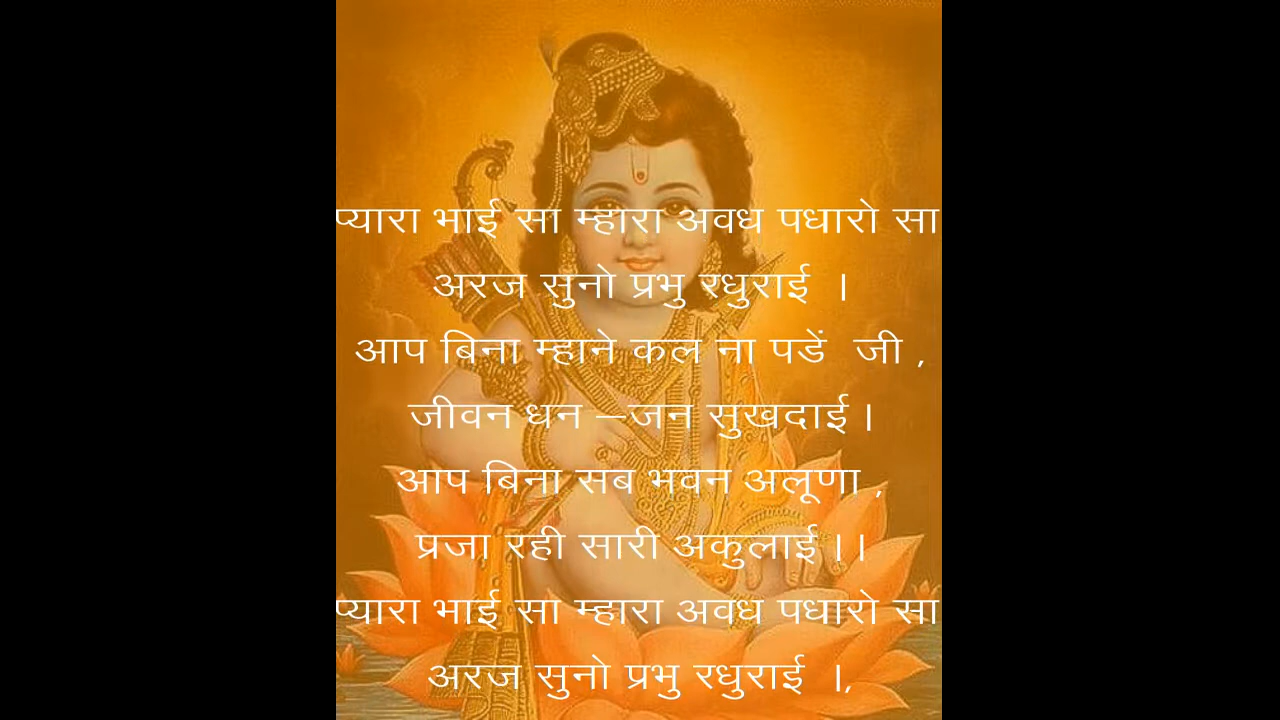 प्यारा भाई सा म्हारा अवध पधारो सा
अरज सुनो प्रभु रधुराई ।
आप बिना म्हाने कल ना पडें जी ,
जीवन धन –जन सुखदाई ।
आप बिना सब भवन अलूणा ,
प्रजा रही सारी अकुलाई ।।
प्यारा भाई सा म्हारा अवध पधारो सा
अरज सुनो प्रभु रधुराई ।,